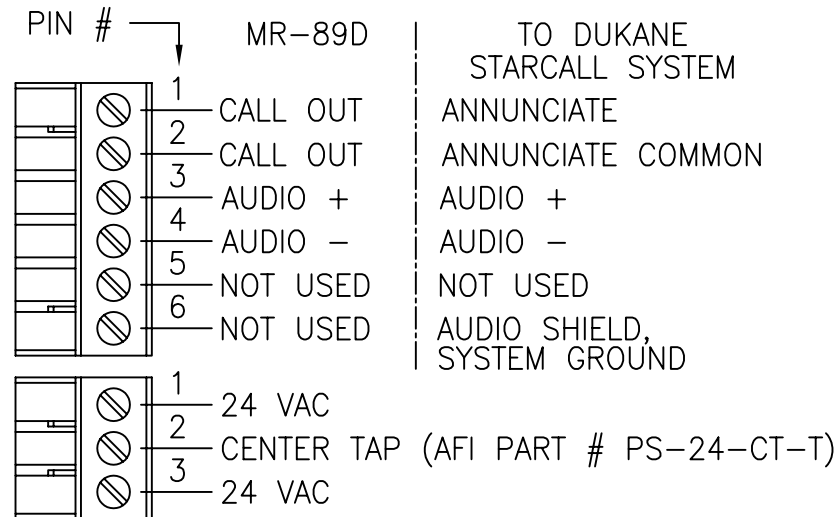 PIN # MR-89D TO DUKANE
STARCALL SYSTEM
1 CALL OUT ANNUNCIATE
2 CALL OUT ANNUNCIATE COMMON
3 AUDIO + AUDIO +
4 AUDIO - AUDIO -
5 NOT USED NOT USED
6 NOT USED AUDIO SHIELD,
SYSTEM GROUND
1 24 VAC
2 CENTER TAP (AFI PART # PS-24-CT-T)
3 24 VAC